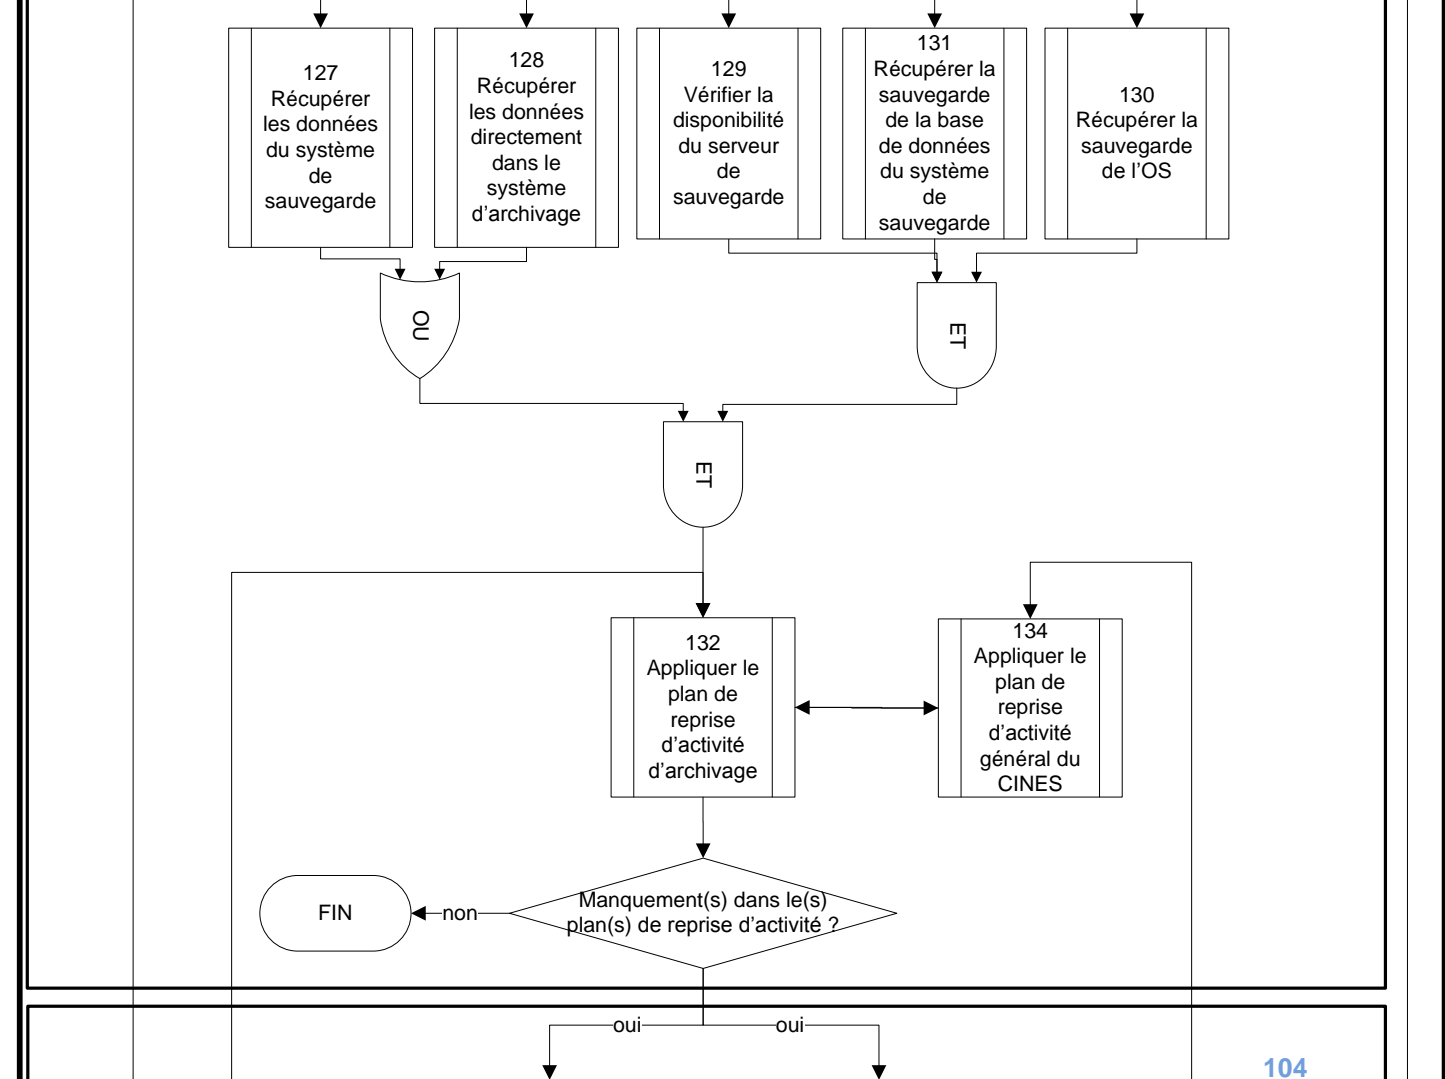 127
Récupérer
les données
du système
de
sauvegarde
128
Récupérer
les données
directement
dans le
système
d’archivage
129
Vérifier la
disponibilité
du serveur
de
sauvegarde
131
Récupérer la
sauvegarde
de la base
de données
du système
de
sauvegarde
130
Récupérer la
sauvegarde
de l’OS
OU
ET
ET
132
Appliquer le
plan de
reprise
d’activité
d’archivage
134
Appliquer le
plan de
reprise
d’activité
général du
CINES
Manquement(s) dans le(s)
plan(s) de reprise d’activité ?
non
FIN
oui
oui
104